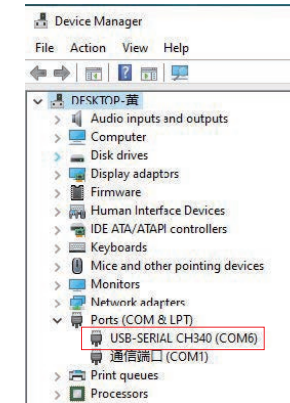 Device Manager
File Action View Help
DESKTOP-黄
Audio inputs and outputs
Computer
Disk drives
Display adaptors
Firmware
Human Interface Devices
IDE ATA/ATAPI controllers
Keyboards
Mice and other pointing devices
Monitors
Network adapters
Ports (COM & LPT)
USB-SERIAL CH340 (COM6)
通信端口 (COM1)
Print queues
Processors